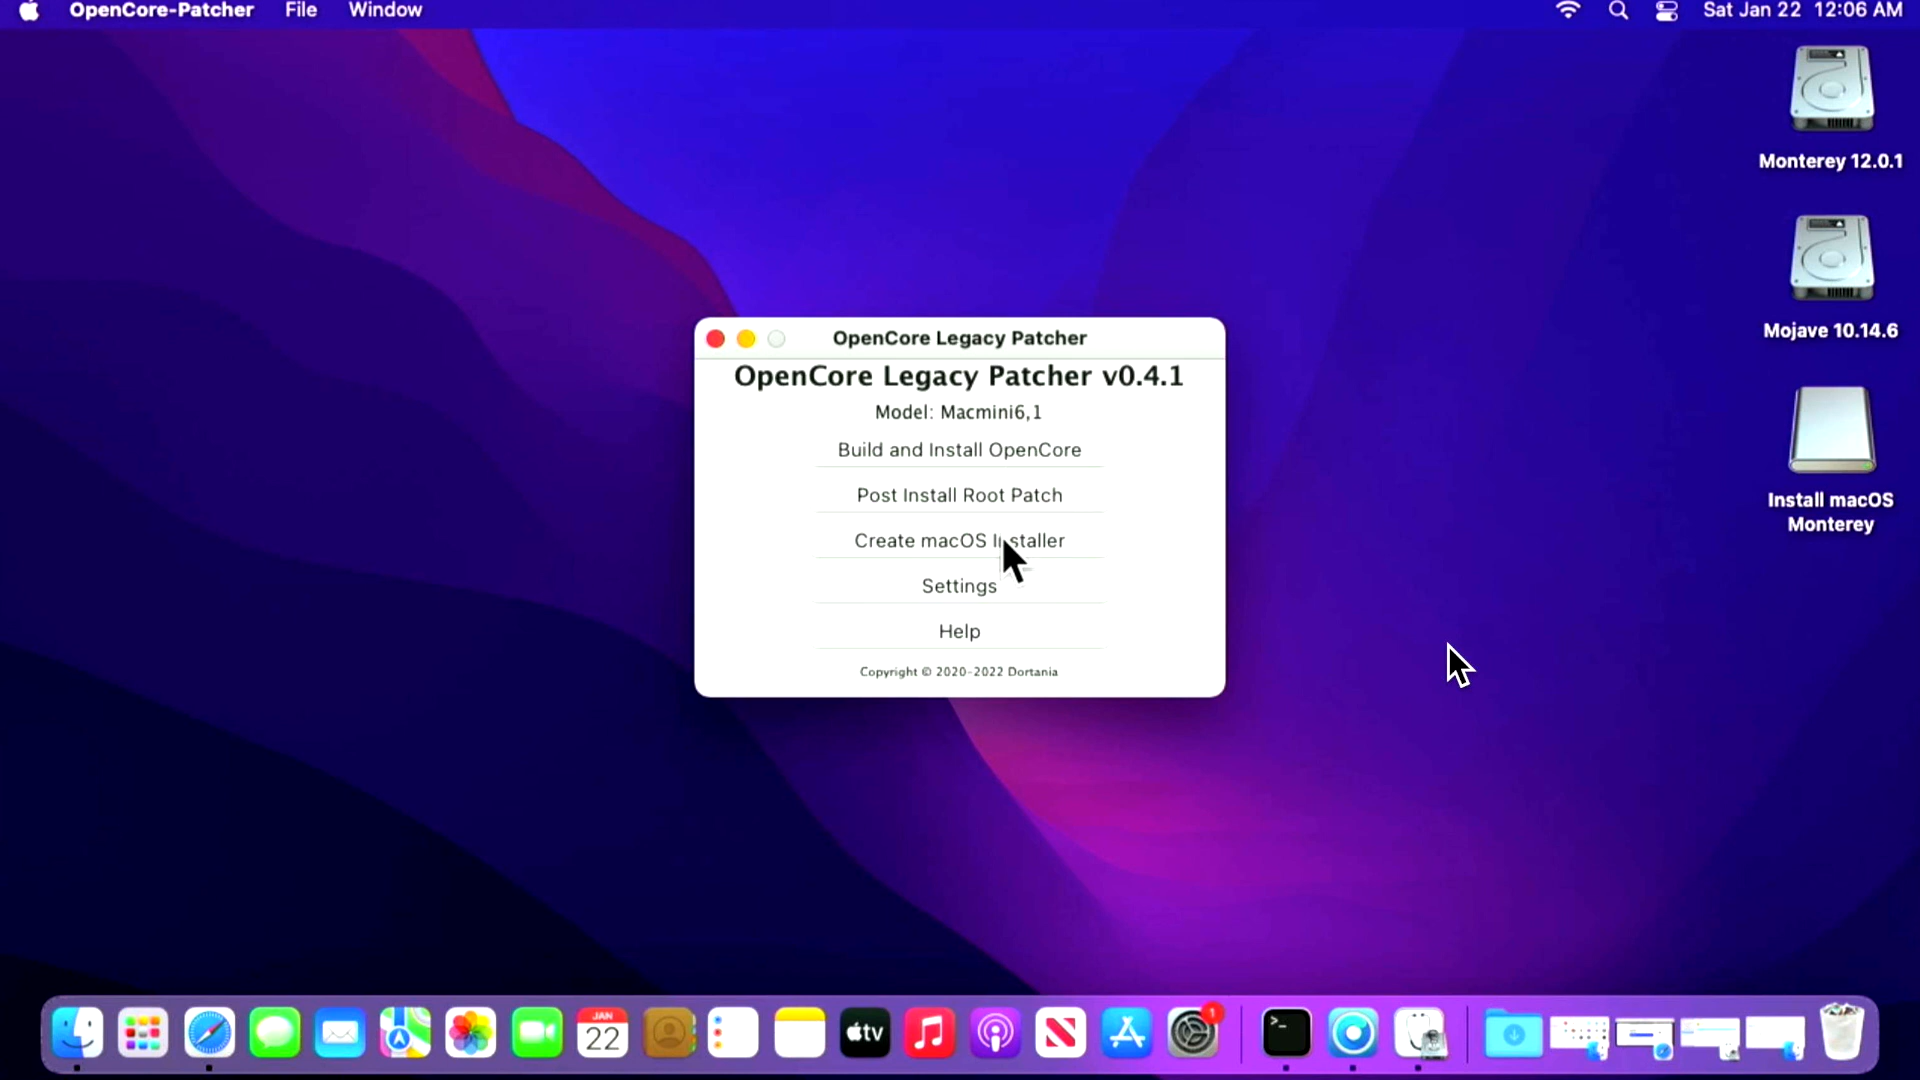 OpenCore-Patcher File Window Sat Jan 22 12:06 AM
Monterey 12.0.1
Mojave 10.14.6
Install macOS
Monterey
OpenCore Legacy Patcher
OpenCore Legacy Patcher v0.4.1
Model: Macmini6,1
Build and Install OpenCore
Post Install Root Patch
Create macOS Installer
Settings
Help
Copyright © 2020-2022 Dortania
JAN
22
tv
1
>_